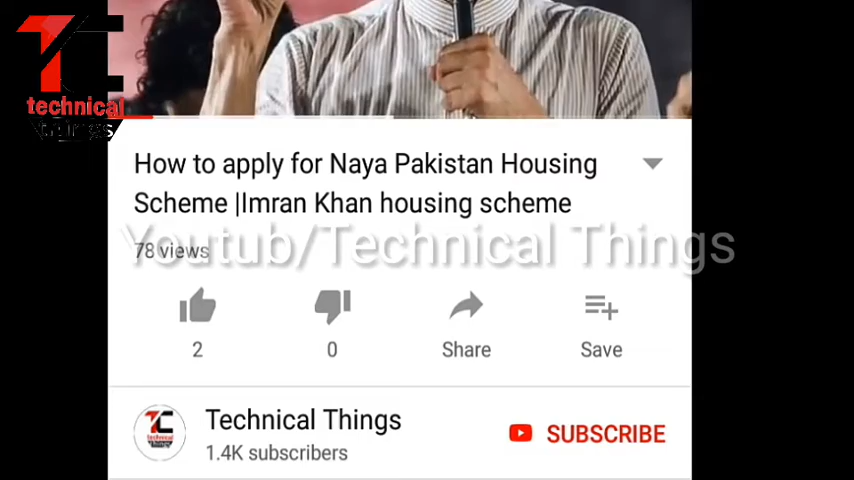 technical
things
How to apply for Naya Pakistan Housing
Scheme |Imran Khan housing scheme
78 views
Youtub/Technical Things
2
0
Share
Save
Technical Things
1.4K subscribers
SUBSCRIBE